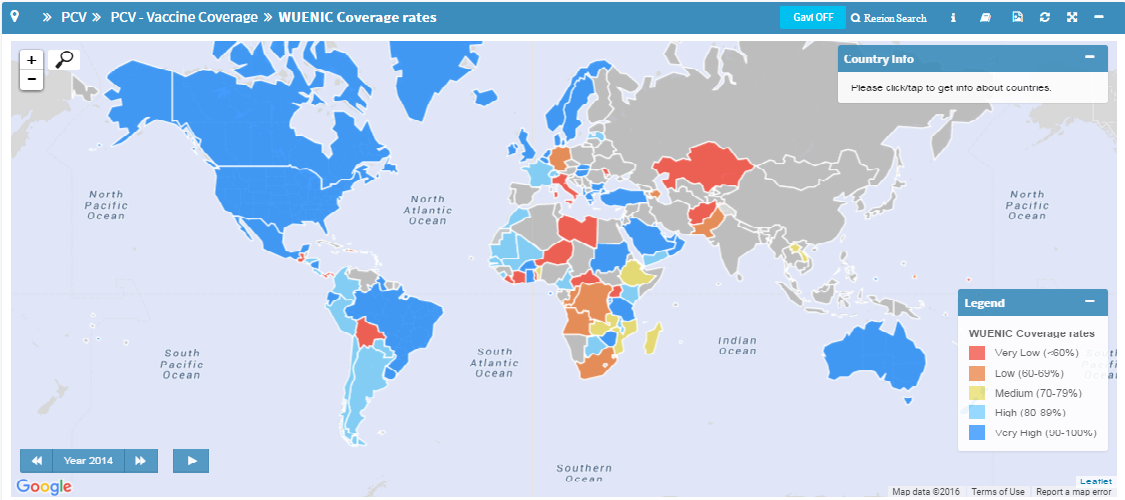 » PCV » PCV - Vaccine Coverage » WUENIC Coverage rates
Gavi OFF Region Search i
+
−
Country Info −
Please click/tap to get info about countries.
North
Pacific
Ocean
North
Atlantic
Ocean
North
Pacific
Ocean
South
Pacific
Ocean
South
Atlantic
Ocean
Indian
Ocean
Legend −
WUENIC Coverage rates
Very Low (<60%)
Low (60-69%)
Medium (70-79%)
High (80-89%)
Very High (90-100%)
Year 2014
Southern
Ocean
Google
Leaflet
Map data ©2016 Terms of Use Report a map error